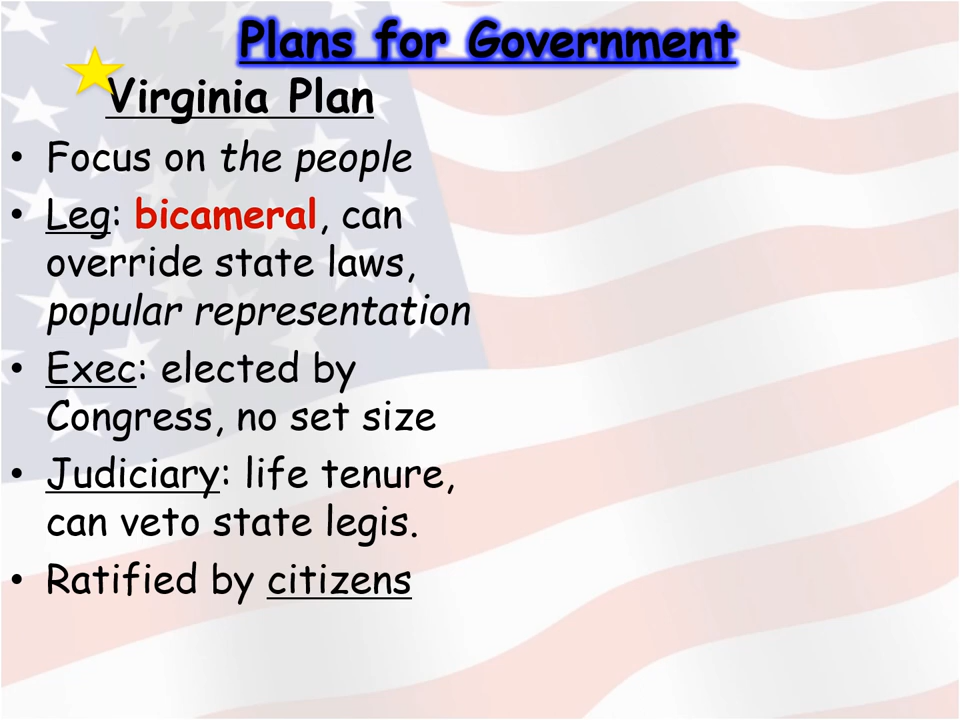 Plans for Government
Virginia Plan
• Focus on the people
• Leg: bicameral, can
override state laws,
popular representation
• Exec: elected by
Congress, no set size
• Judiciary: life tenure,
can veto state legis.
• Ratified by citizens